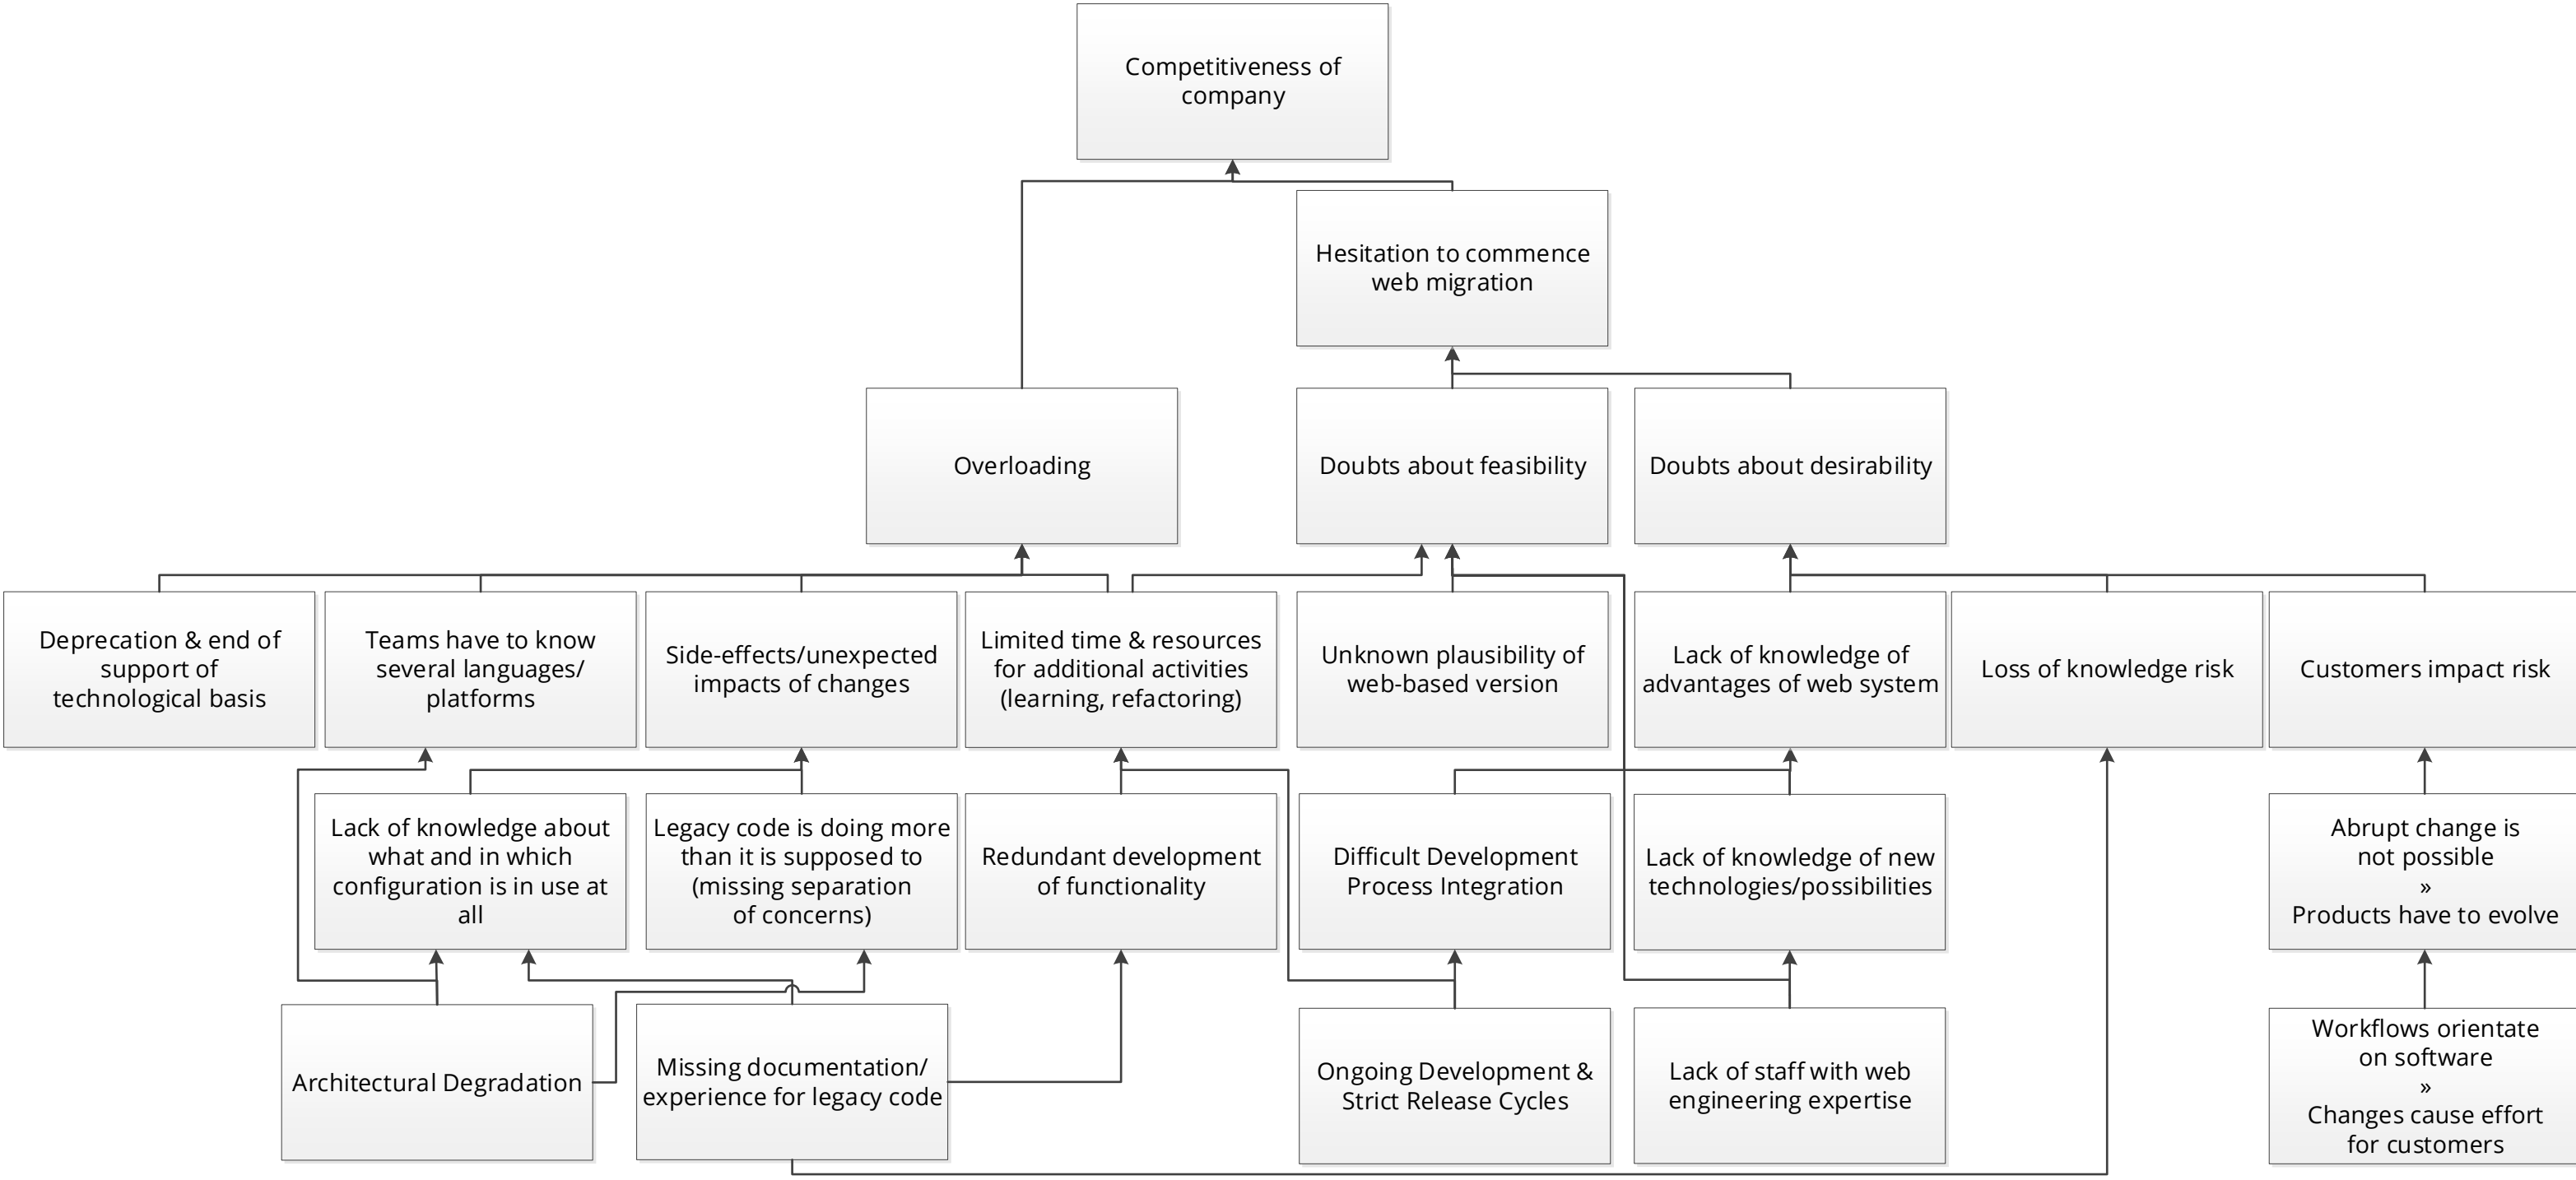 Competitiveness of
company
Hesitation to commence
web migration
Overloading
Doubts about feasibility
Doubts about desirability
Deprecation & end of
support of
technological basis
Teams have to know
several languages/
platforms
Side-effects/unexpected
impacts of changes
Limited time & resources
for additional activities
(learning, refactoring)
Unknown plausibility of
web-based version
Lack of knowledge of
advantages of web system
Loss of knowledge risk
Customers impact risk
Lack of knowledge about
what and in which
configuration is in use at
all
Legacy code is doing more
than it is supposed to
(missing separation
of concerns)
Redundant development
of functionality
Difficult Development
Process Integration
Lack of knowledge of new
technologies/possibilities
Abrupt change is
not possible
»
Products have to evolve
Architectural Degradation
Missing documentation/
experience for legacy code
Ongoing Development &
Strict Release Cycles
Lack of staff with web
engineering expertise
Workflows orientate
on software
»
Changes cause effort
for customers